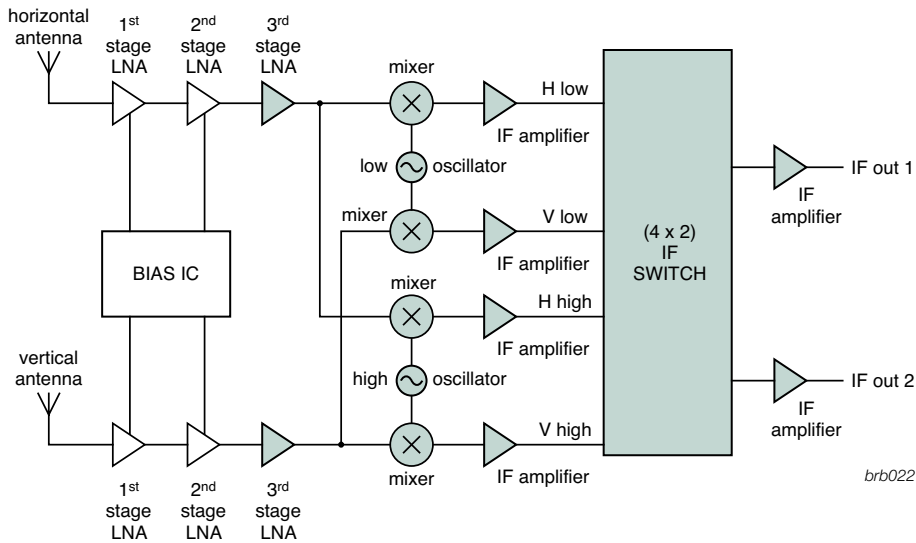 horizontal
antenna
1st
stage
LNA
2nd
stage
LNA
3rd
stage
LNA
mixer
H low
IF amplifier
low
oscillator
IF out 1
IF
amplifier
mixer
V low
IF amplifier
(4 x 2)
IF
SWITCH
BIAS IC
mixer
H high
IF amplifier
vertical
antenna
high
oscillator
IF out 2
IF
amplifier
V high
IF amplifier
mixer
1st
stage
LNA
2nd
stage
LNA
3rd
stage
LNA
brb022